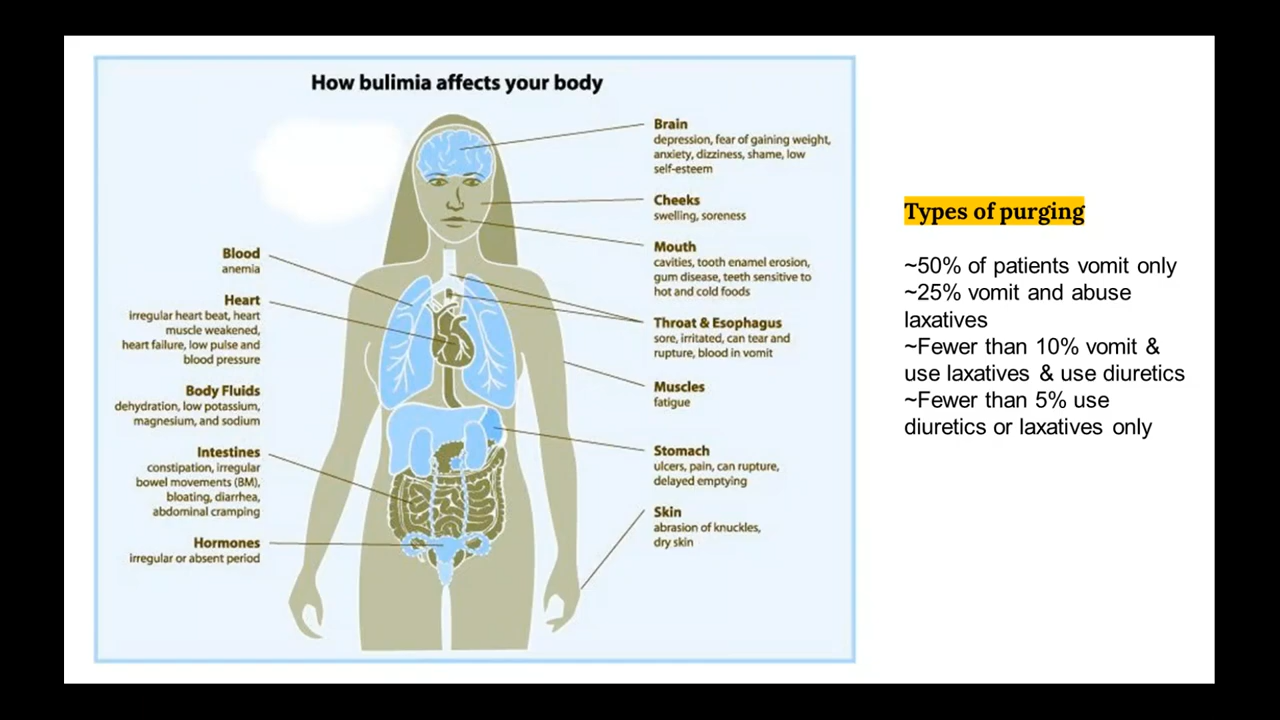 How bulimia affects your body
Brain
depression, fear of gaining weight,
anxiety, dizziness, shame, low
self-esteem
Cheeks
swelling, soreness
Mouth
cavities, tooth enamel erosion,
gum disease, teeth sensitive to
hot and cold foods
Throat & Esophagus
sore, irritated, can tear and
rupture, blood in vomit
Muscles
fatigue
Stomach
ulcers, pain, can rupture,
delayed emptying
Skin
abrasion of knuckles,
dry skin
Blood
anemia
Heart
irregular heart beat, heart
muscle weakened,
heart failure, low pulse and
blood pressure
Body Fluids
dehydration, low potassium,
magnesium, and sodium
Intestines
constipation, irregular
bowel movements (BM),
bloating, diarrhea,
abdominal cramping
Hormones
irregular or absent period
Types of purging
~50% of patients vomit only
~25% vomit and abuse
laxatives
~Fewer than 10% vomit &
use laxatives & use diuretics
~Fewer than 5% use
diuretics or laxatives only